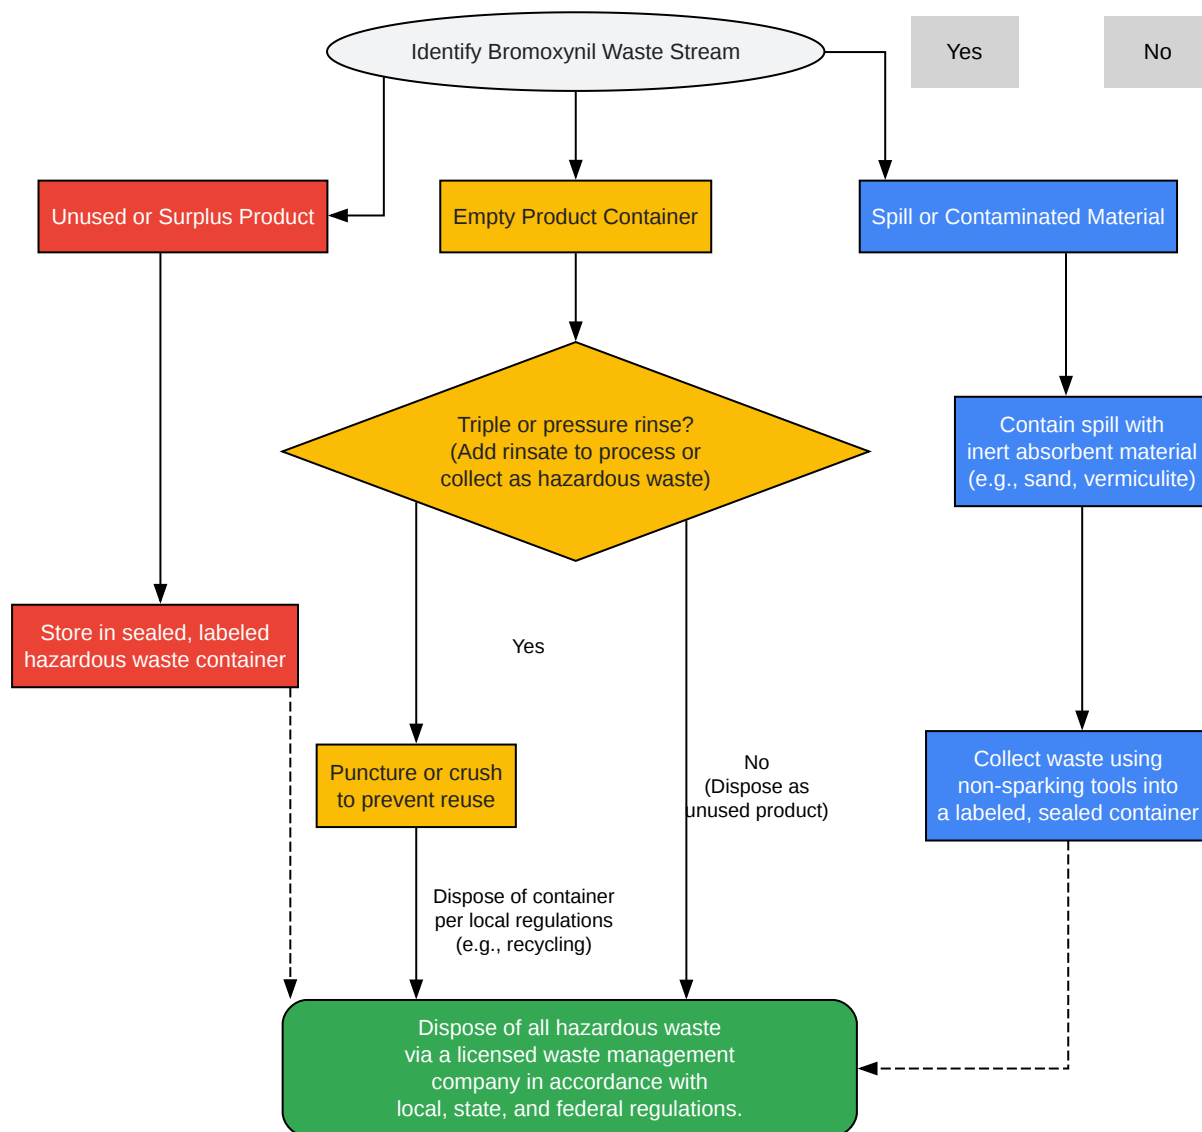 Identify Bromoxynil Waste Stream
Yes
No
Unused or Surplus Product
Empty Product Container
Spill or Contaminated Material
Triple or pressure rinse?
(Add rinsate to process or
collect as hazardous waste)
Contain spill with
inert absorbent material
(e.g., sand, vermiculite)
Store in sealed, labeled
hazardous waste container
Yes
Puncture or crush
to prevent reuse
No
(Dispose as
unused product)
Collect waste using
non-sparking tools into
a labeled, sealed container
Dispose of container
per local regulations
(e.g., recycling)
Dispose of all hazardous waste
via a licensed waste management
company in accordance with
local, state, and federal regulations.